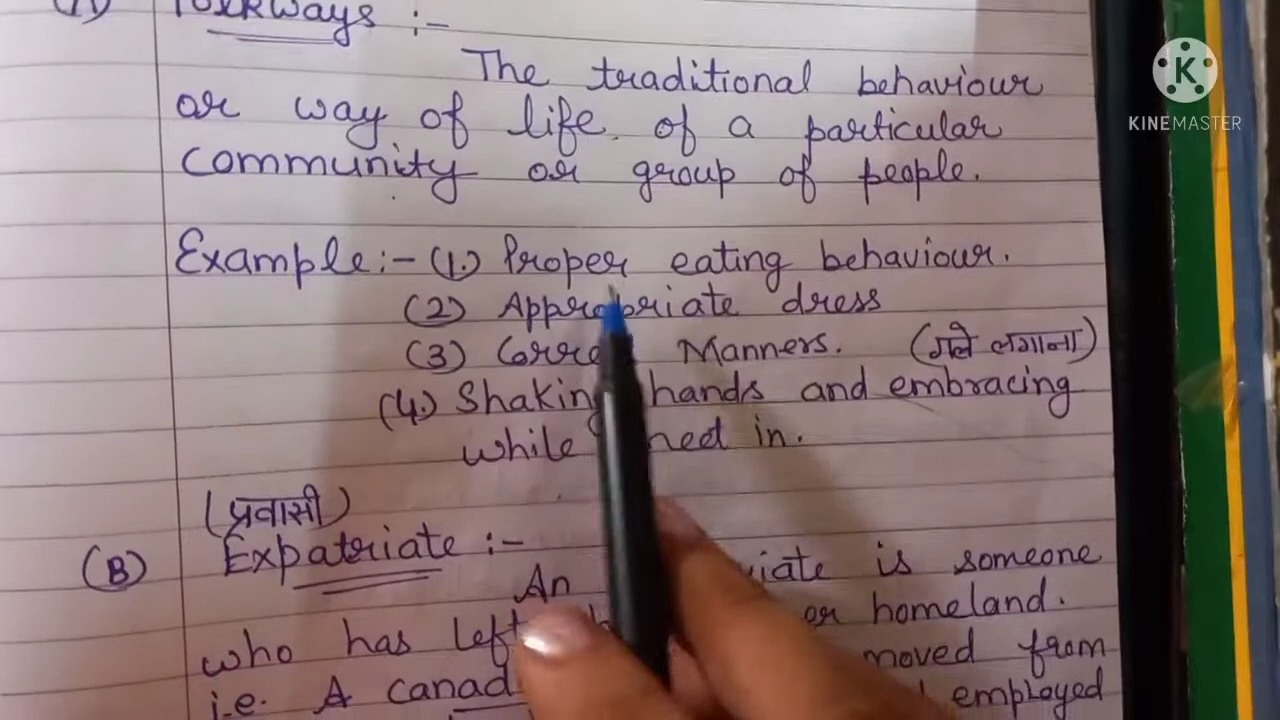 (A) Folkways :-
The traditional behaviour
or way of life of a particular
community or group of people.
Example:- (1.) Proper eating behaviour.
(2) Appropriate dress
(3) Manners. (गले लगाना)
(4.) Shaking hands and embracing
while in.
(प्रवासी)
(B) Expatriate :-
An is someone
who has left or homeland.
i.e. A moved from
employed
K
KINEMASTER